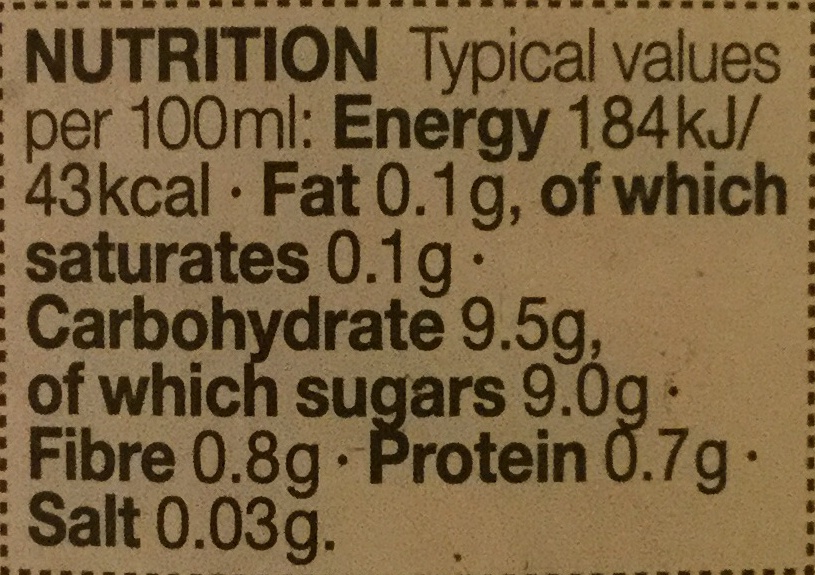 NUTRITION Typical values
per 100ml: Energy 184kJ/
43kcal · Fat 0.1g, of which
saturates 0.1g ·
Carbohydrate 9.5g,
of which sugars 9.0g ·
Fibre 0.8g · Protein 0.7g ·
Salt 0.03g.